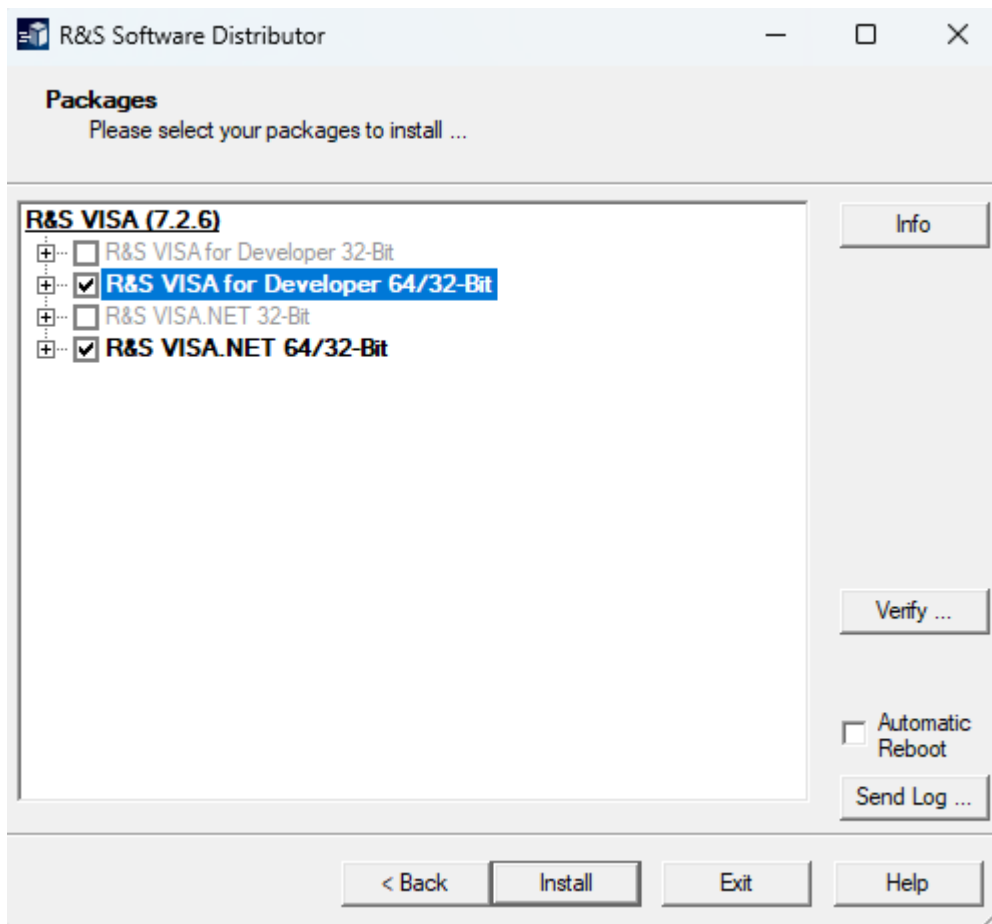 R&S Software Distributor
Packages
Please select your packages to install ...
R&S VISA (7.2.6)
R&S VISA for Developer 32-Bit
R&S VISA for Developer 64/32-Bit
R&S VISA.NET 32-Bit
R&S VISA.NET 64/32-Bit
Info
Verify ...
Automatic
Reboot
Send Log ...
< Back
Install
Exit
Help